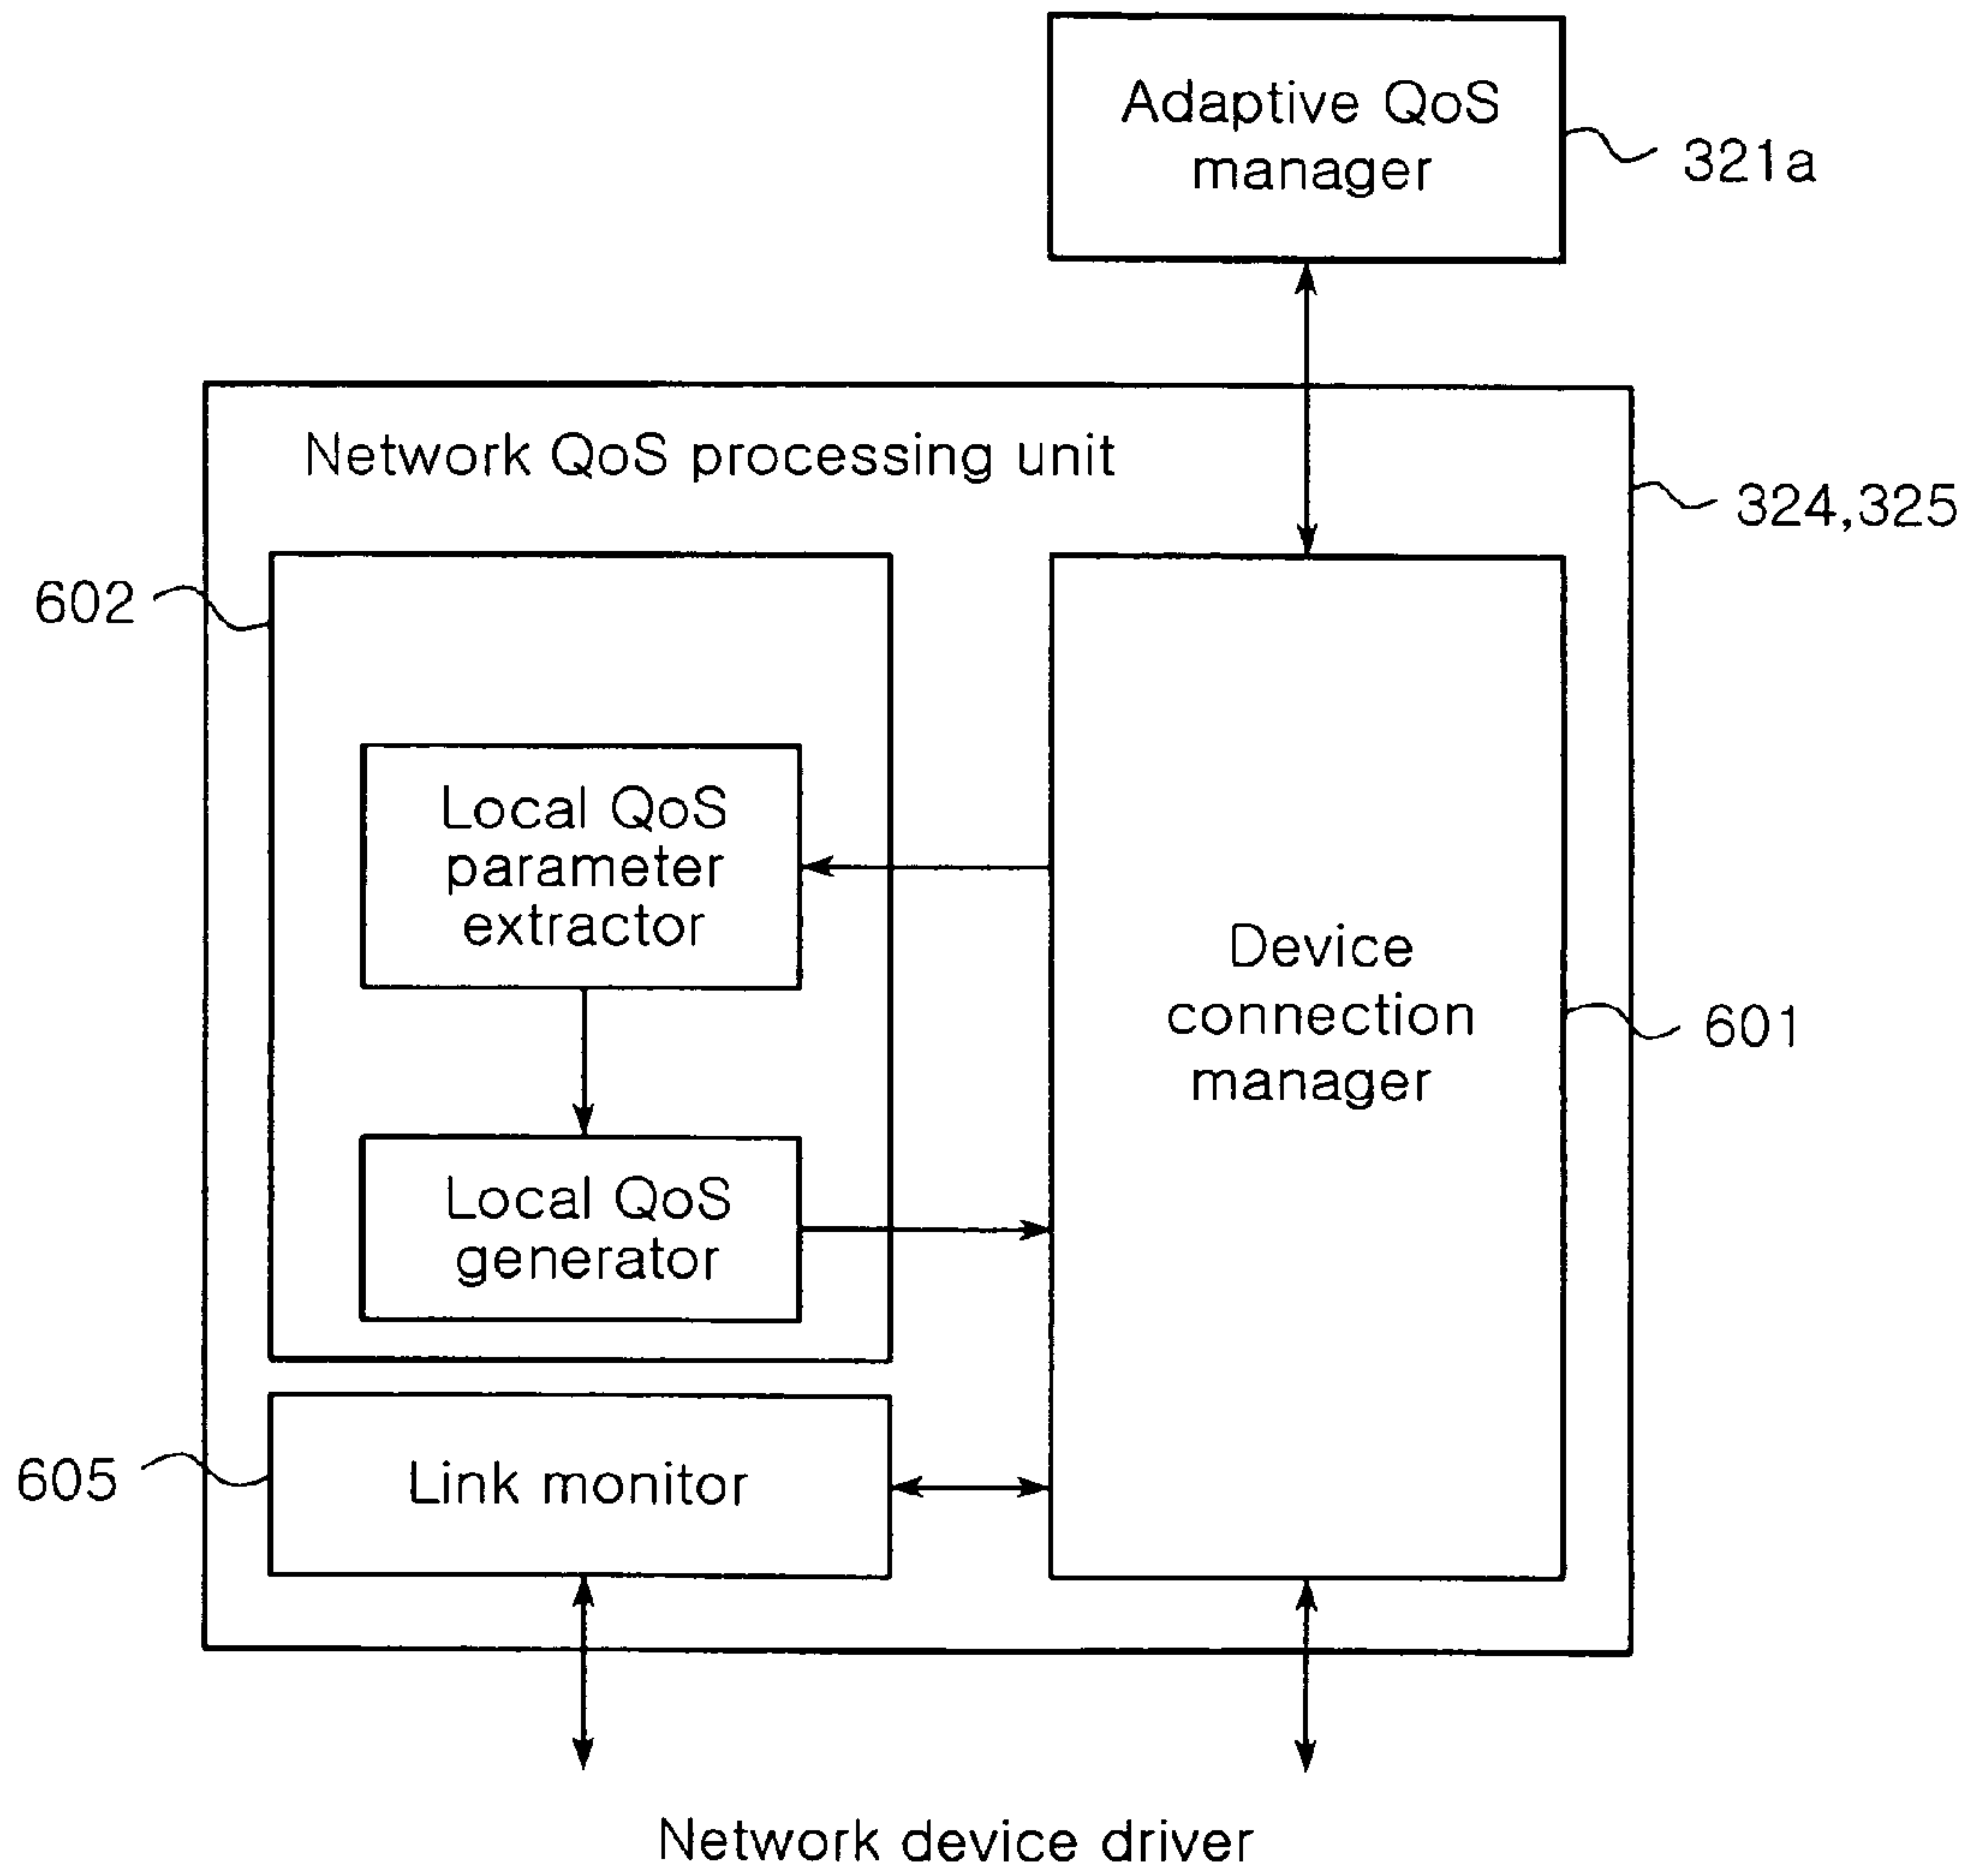 Adaptive QoS
manager
321a
Network QoS processing unit
324,325
602
Local QoS
parameter
extractor
Device
connection
manager
601
Local QoS
generator
605
Link monitor
Network device driver